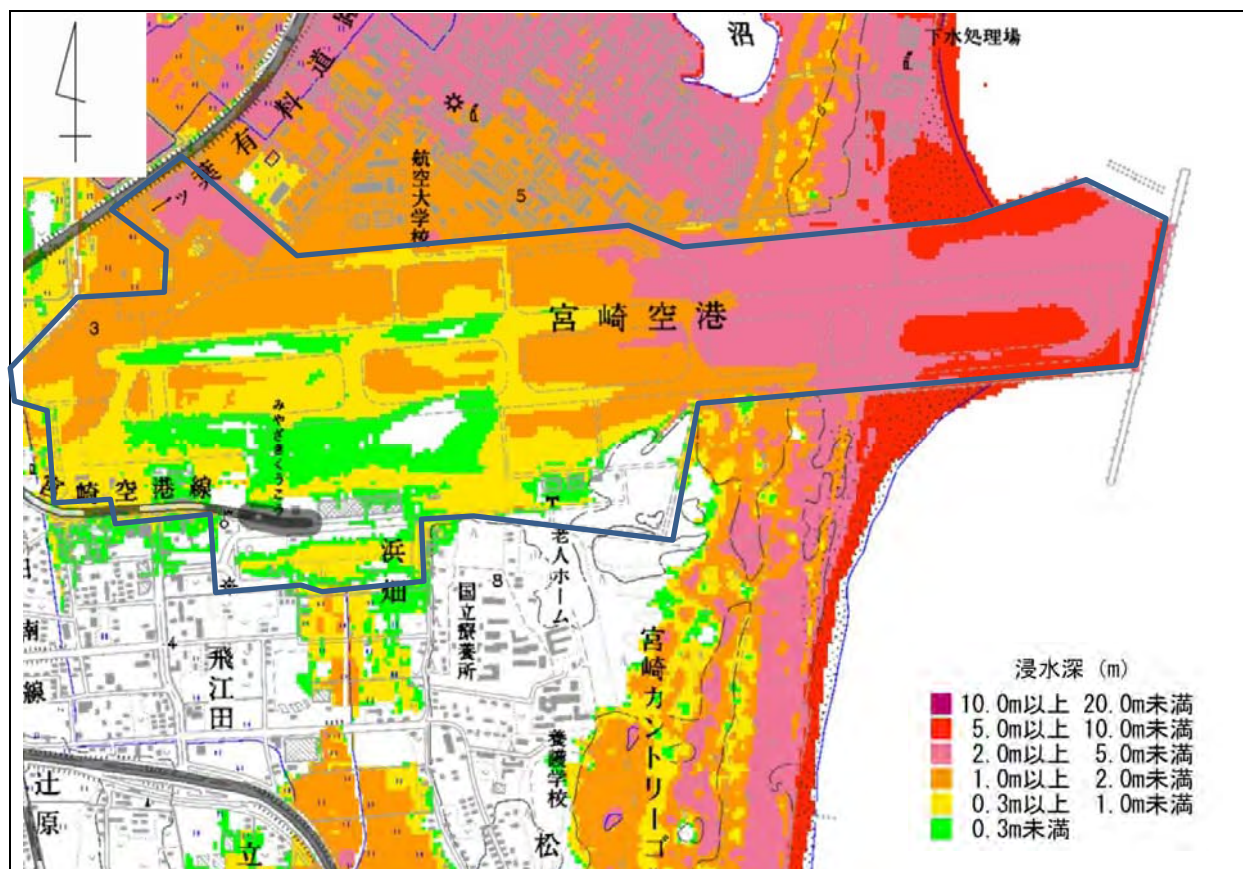 沼
下水処理場
一ッ葉有料道路
航空大学校
5
宮崎空港
3
みやざきくうこう
宮崎空港線
浜畑
老人ホーム
8
国立療養所
日南線
4
飛江田
宮崎カントリーゴ
養護学校
辻原
立
松
浸水深 (m)
10.0m以上 20.0m未満
5.0m以上 10.0m未満
2.0m以上 5.0m未満
1.0m以上 2.0m未満
0.3m以上 1.0m未満
0.3m未満